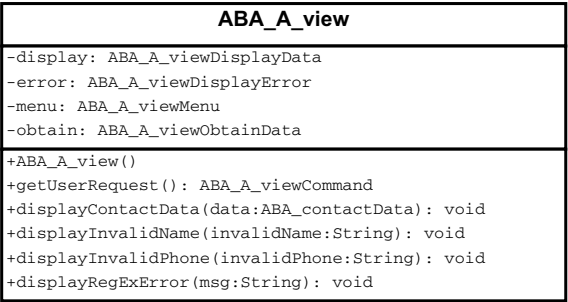 ABA_A_view
-display: ABA_A_viewDisplayData
-error: ABA_A_viewDisplayError
-menu: ABA_A_viewMenu
-obtain: ABA_A_viewObtainData
+ABA_A_view()
+getUserRequest(): ABA_A_viewCommand
+displayContactData(data:ABA_contactData): void
+displayInvalidName(invalidName:String): void
+displayInvalidPhone(invalidPhone:String): void
+displayRegExError(msg:String): void